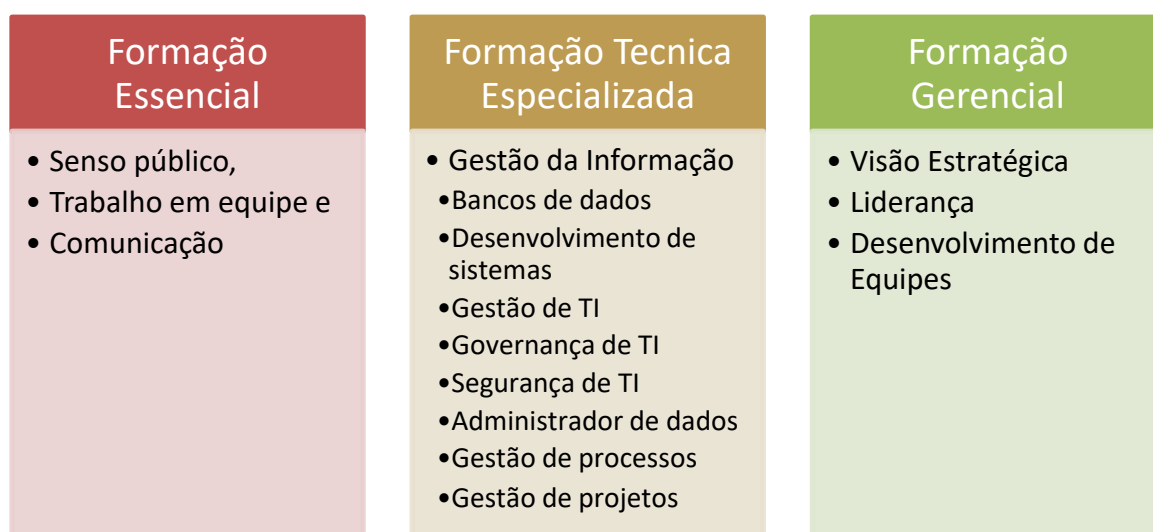 Formação
Essencial
• Senso público,
• Trabalho em equipe e
• Comunicação
Formação Tecnica
Especializada
• Gestão da Informação
•Bancos de dados
•Desenvolvimento de
sistemas
•Gestão de TI
•Governança de TI
•Segurança de TI
•Administrador de dados
•Gestão de processos
•Gestão de projetos
Formação
Gerencial
• Visão Estratégica
• Liderança
• Desenvolvimento de
Equipes